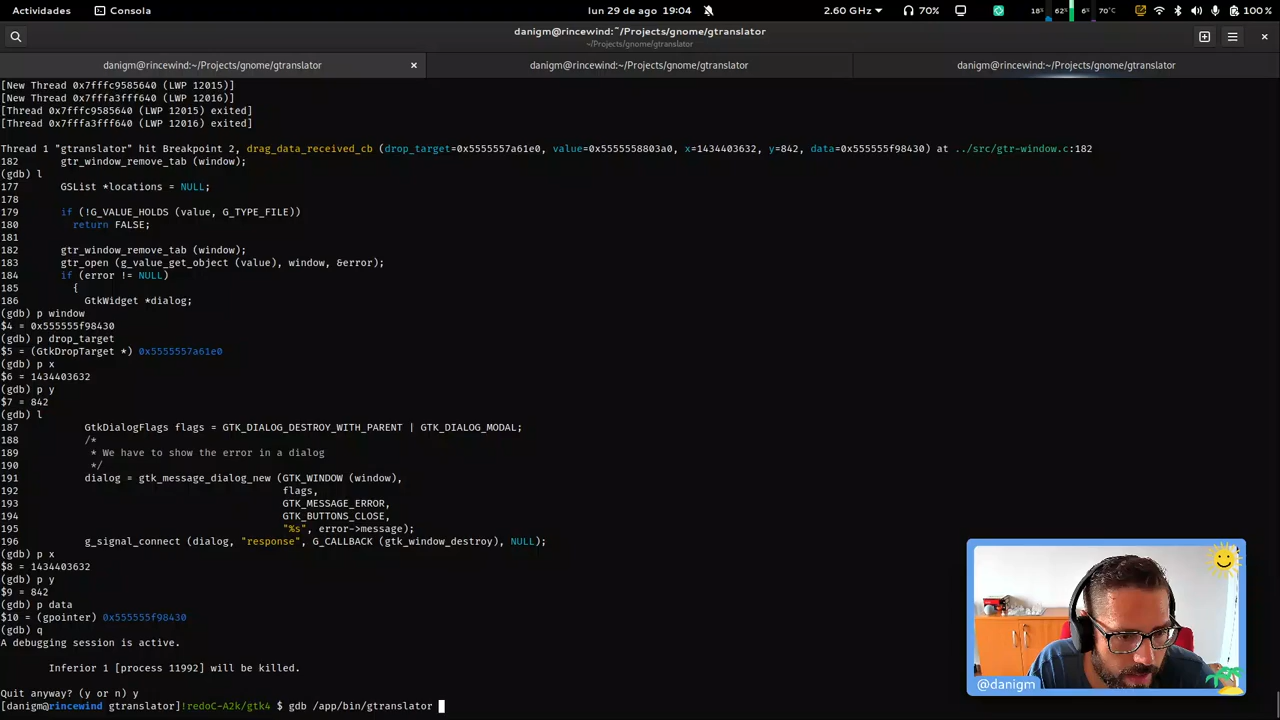 Actividades
Consola
lun 29 de ago 19:04
2.60 GHz
70%
18%
62%
6%
70°C
100 %
danigm@rincewind:~/Projects/gnome/gtranslator
~/Projects/gnome/gtranslator
danigm@rincewind:~/Projects/gnome/gtranslator
danigm@rincewind:~/Projects/gnome/gtranslator
danigm@rincewind:~/Projects/gnome/gtranslator
[New Thread 0x7fffc9585640 (LWP 12015)]
[New Thread 0x7fffa3fff640 (LWP 12016)]
[Thread 0x7fffc9585640 (LWP 12015) exited]
[Thread 0x7fffa3fff640 (LWP 12016) exited]
Thread 1 "gtranslator" hit Breakpoint 2, drag_data_received_cb (drop_target=0x5555557a61e0, value=0x5555558803a0, x=1434403632, y=842, data=0x555555f98430) at ../src/gtr-window.c:182
182 gtr_window_remove_tab (window);
(gdb) l
177 GSList *locations = NULL;
178
179 if (!G_VALUE_HOLDS (value, G_TYPE_FILE))
180 return FALSE;
181
182 gtr_window_remove_tab (window);
183 gtr_open (g_value_get_object (value), window, &error);
184 if (error != NULL)
185 {
186 GtkWidget *dialog;
(gdb) p window
$4 = 0x555555f98430
(gdb) p drop_target
$5 = (GtkDropTarget *) 0x5555557a61e0
(gdb) p x
$6 = 1434403632
(gdb) p y
$7 = 842
(gdb) l
187 GtkDialogFlags flags = GTK_DIALOG_DESTROY_WITH_PARENT | GTK_DIALOG_MODAL;
188 /*
189 * We have to show the error in a dialog
190 */
191 dialog = gtk_message_dialog_new (GTK_WINDOW (window),
192 flags,
193 GTK_MESSAGE_ERROR,
194 GTK_BUTTONS_CLOSE,
195 "%s", error->message);
196 g_signal_connect (dialog, "response", G_CALLBACK (gtk_window_destroy), NULL);
(gdb) p x
$8 = 1434403632
(gdb) p y
$9 = 842
(gdb) p data
$10 = (gpointer) 0x555555f98430
(gdb) q
A debugging session is active.
Inferior 1 [process 11992] will be killed.
Quit anyway? (y or n) y
[danigm@rincewind gtranslator]!redoC-A2k/gtk4 $ gdb /app/bin/gtranslator
@danigm